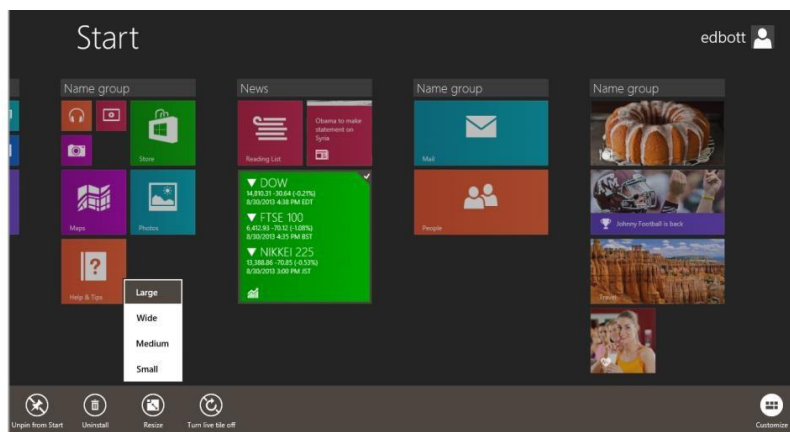 Start
edbott
Name group
News
Name group
Name group
Store
Reading List
Obama to make
statement on
Syria
Mail
Maps
Photos
DOW
14,810.31 -30.64 (-0.21%)
8/30/2013 4:38 PM EDT
FTSE 100
6,412.93 -70.12 (-1.08%)
8/30/2013 4:35 PM BST
NIKKEI 225
13,388.86 -70.85 (-0.53%)
8/30/2013 3:00 PM JST
People
Johnny Football is back
Help & Tips
Travel
Large
Wide
Medium
Small
Unpin from Start
Uninstall
Resize
Turn live tile off
Customize